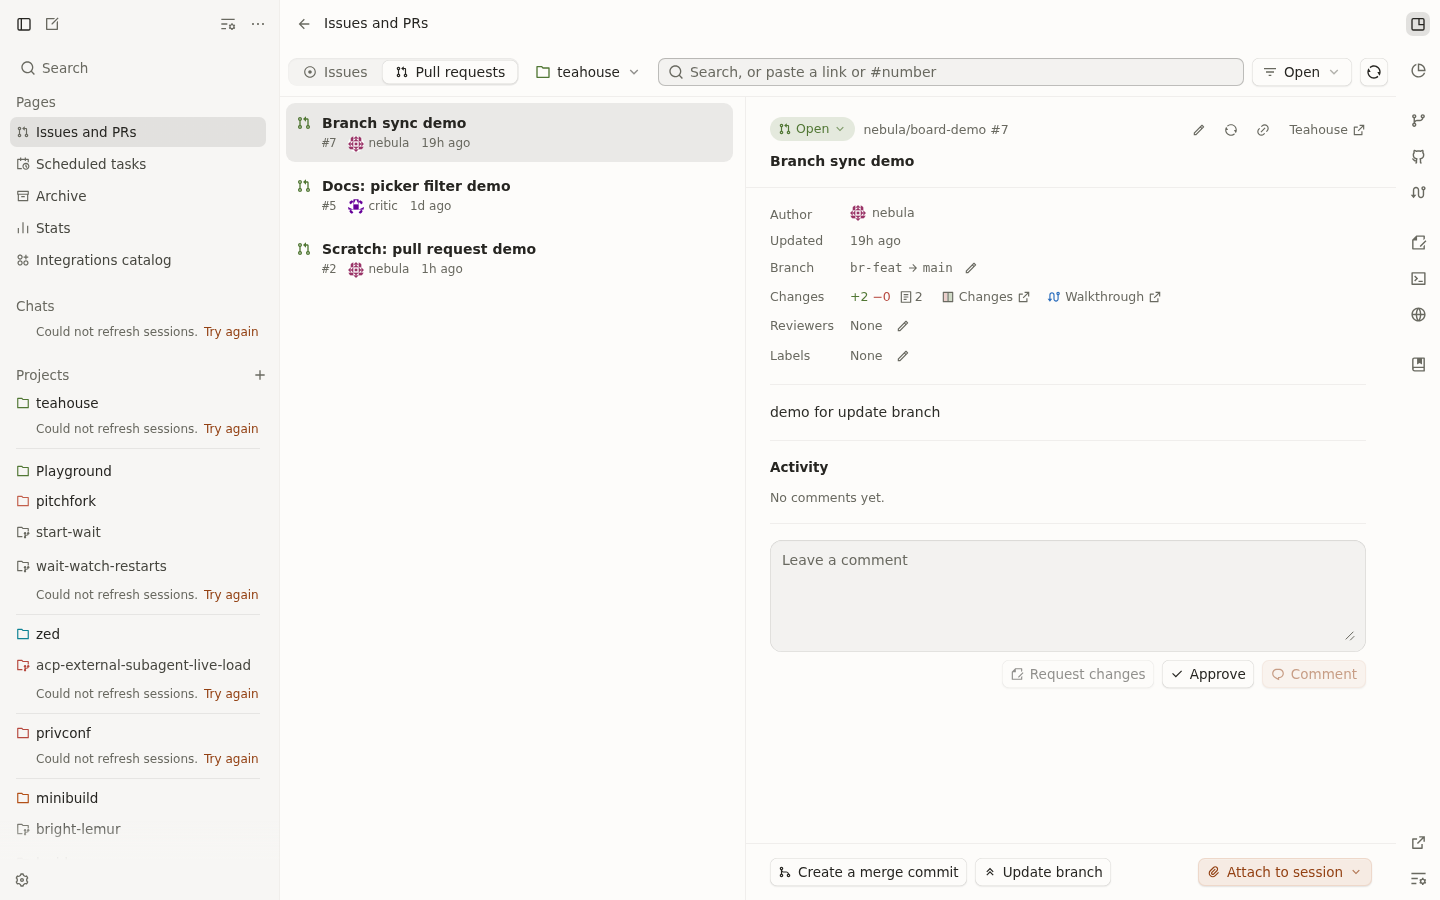 Issues and PRs
Search
Pages
Issues and PRs
Scheduled tasks
Archive
Stats
Integrations catalog
Chats
Could not refresh sessions. Try again
Projects
teahouse
Could not refresh sessions. Try again
Playground
pitchfork
start-wait
wait-watch-restarts
Could not refresh sessions. Try again
zed
acp-external-subagent-live-load
Could not refresh sessions. Try again
privconf
Could not refresh sessions. Try again
minibuild
bright-lemur
Issues
Pull requests
teahouse
Search, or paste a link or #number
Open
Branch sync demo
#7 nebula 19h ago
Docs: picker filter demo
#5 critic 1d ago
Scratch: pull request demo
#2 nebula 1h ago
Open nebula/board-demo #7 Teahouse
Branch sync demo
Author nebula
Updated 19h ago
Branch br-feat → main
Changes +2 −0 2 Changes Walkthrough
Reviewers None
Labels None
demo for update branch
Activity
No comments yet.
Leave a comment
Request changes Approve Comment
Create a merge commit Update branch Attach to session